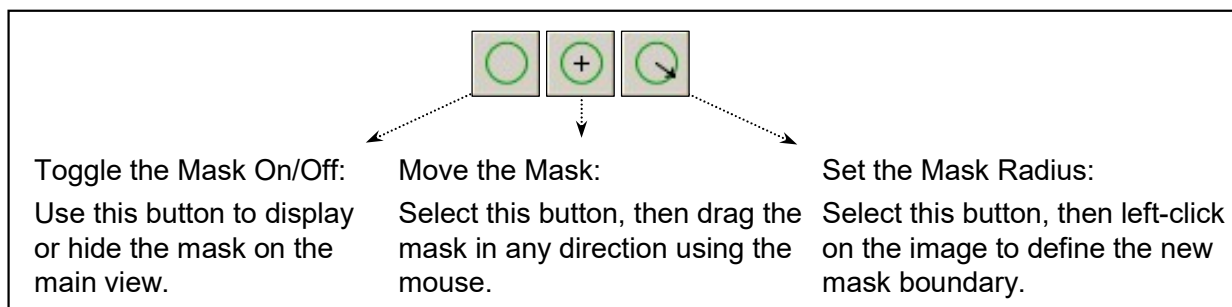 Toggle the Mask On/Off:
Use this button to display
or hide the mask on the
main view.
Move the Mask:
Select this button, then drag the
mask in any direction using the
mouse.
Set the Mask Radius:
Select this button, then left-click
on the image to define the new
mask boundary.